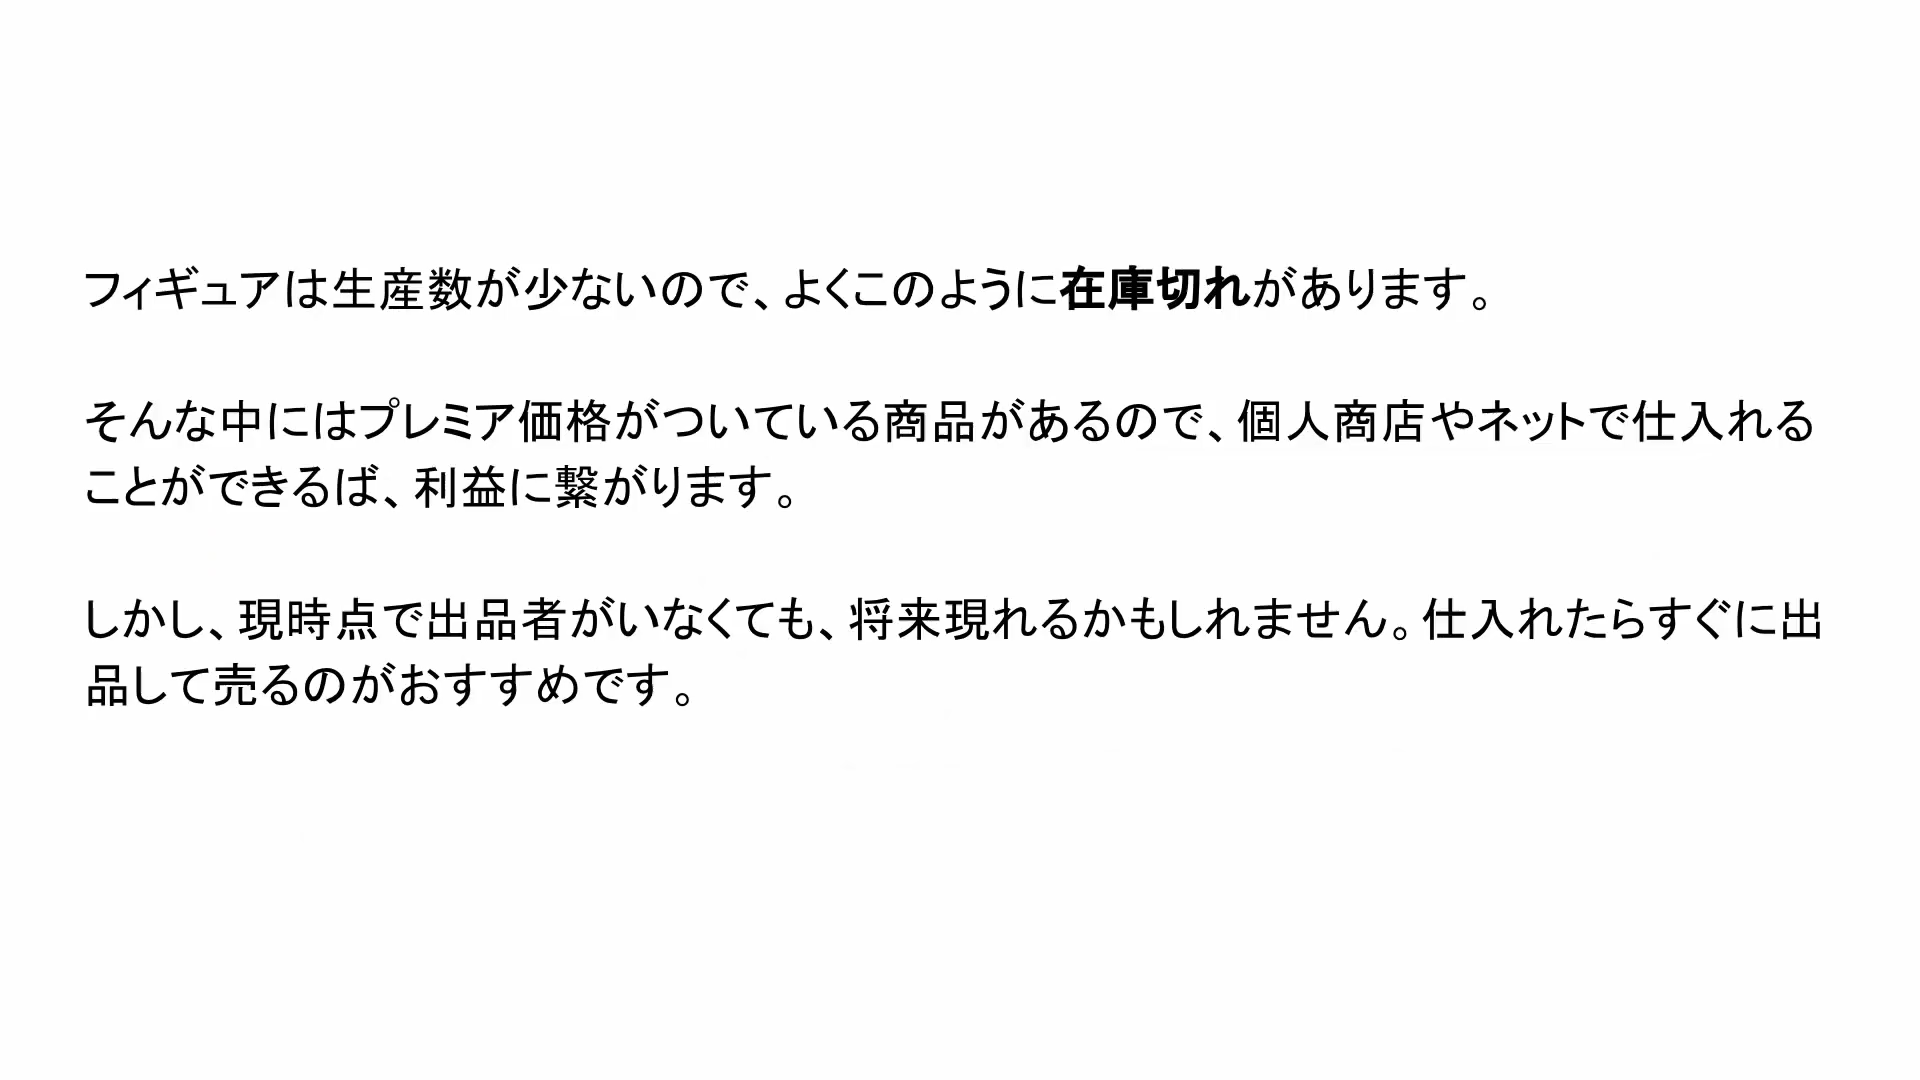 フィギュアは生産数が少ないので、よくこのように在庫切れがあります。
そんな中にはプレミア価格がついている商品があるので、個人商店やネットで仕入れる
ことができるば、利益に繋がります。
しかし、現時点で出品者がいなくても、将来現れるかもしれません。仕入れたらすぐに出
品して売るのがおすすめです。